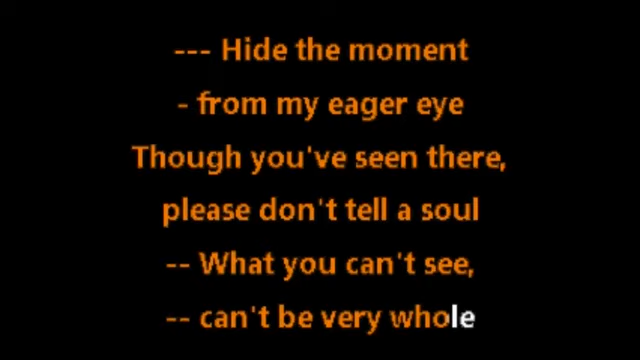 --- Hide the moment
- from my eager eye
Though you've seen there,
please don't tell a soul
-- What you can't see,
-- can't be very whole